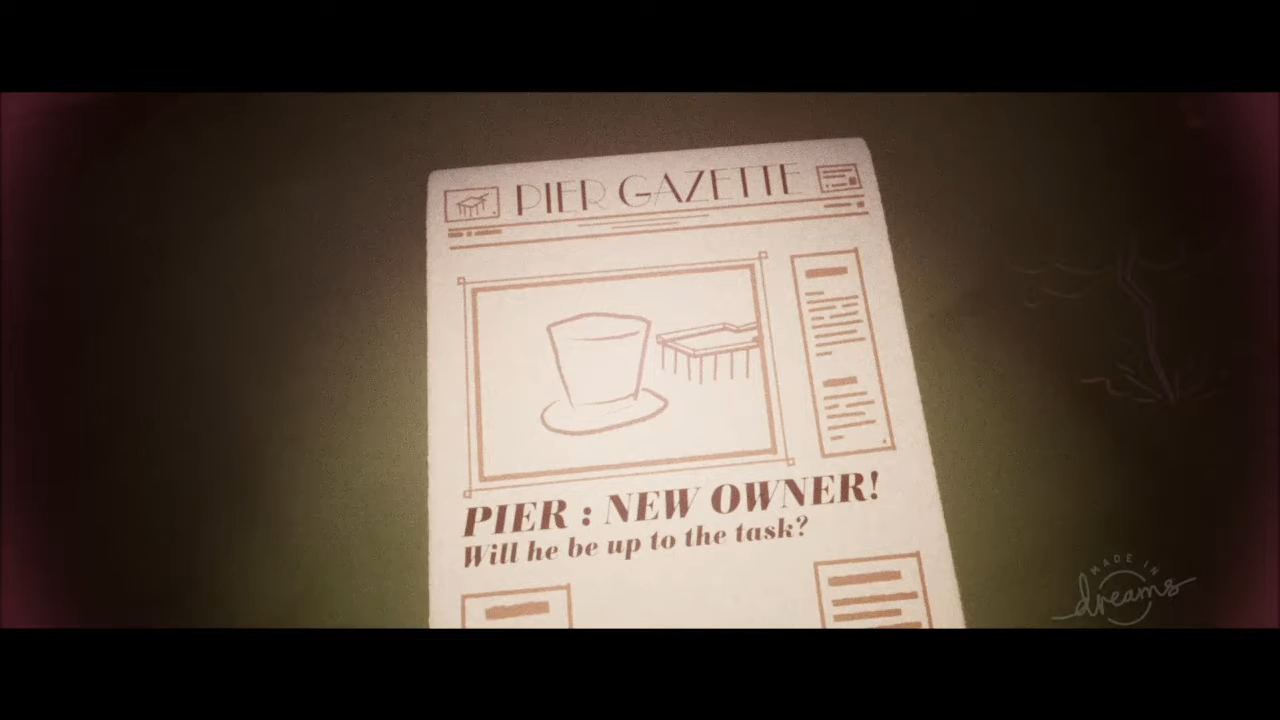 PIER GAZETTE
PIER : NEW OWNER!
Will he be up to the task?
MADE IN
dreams